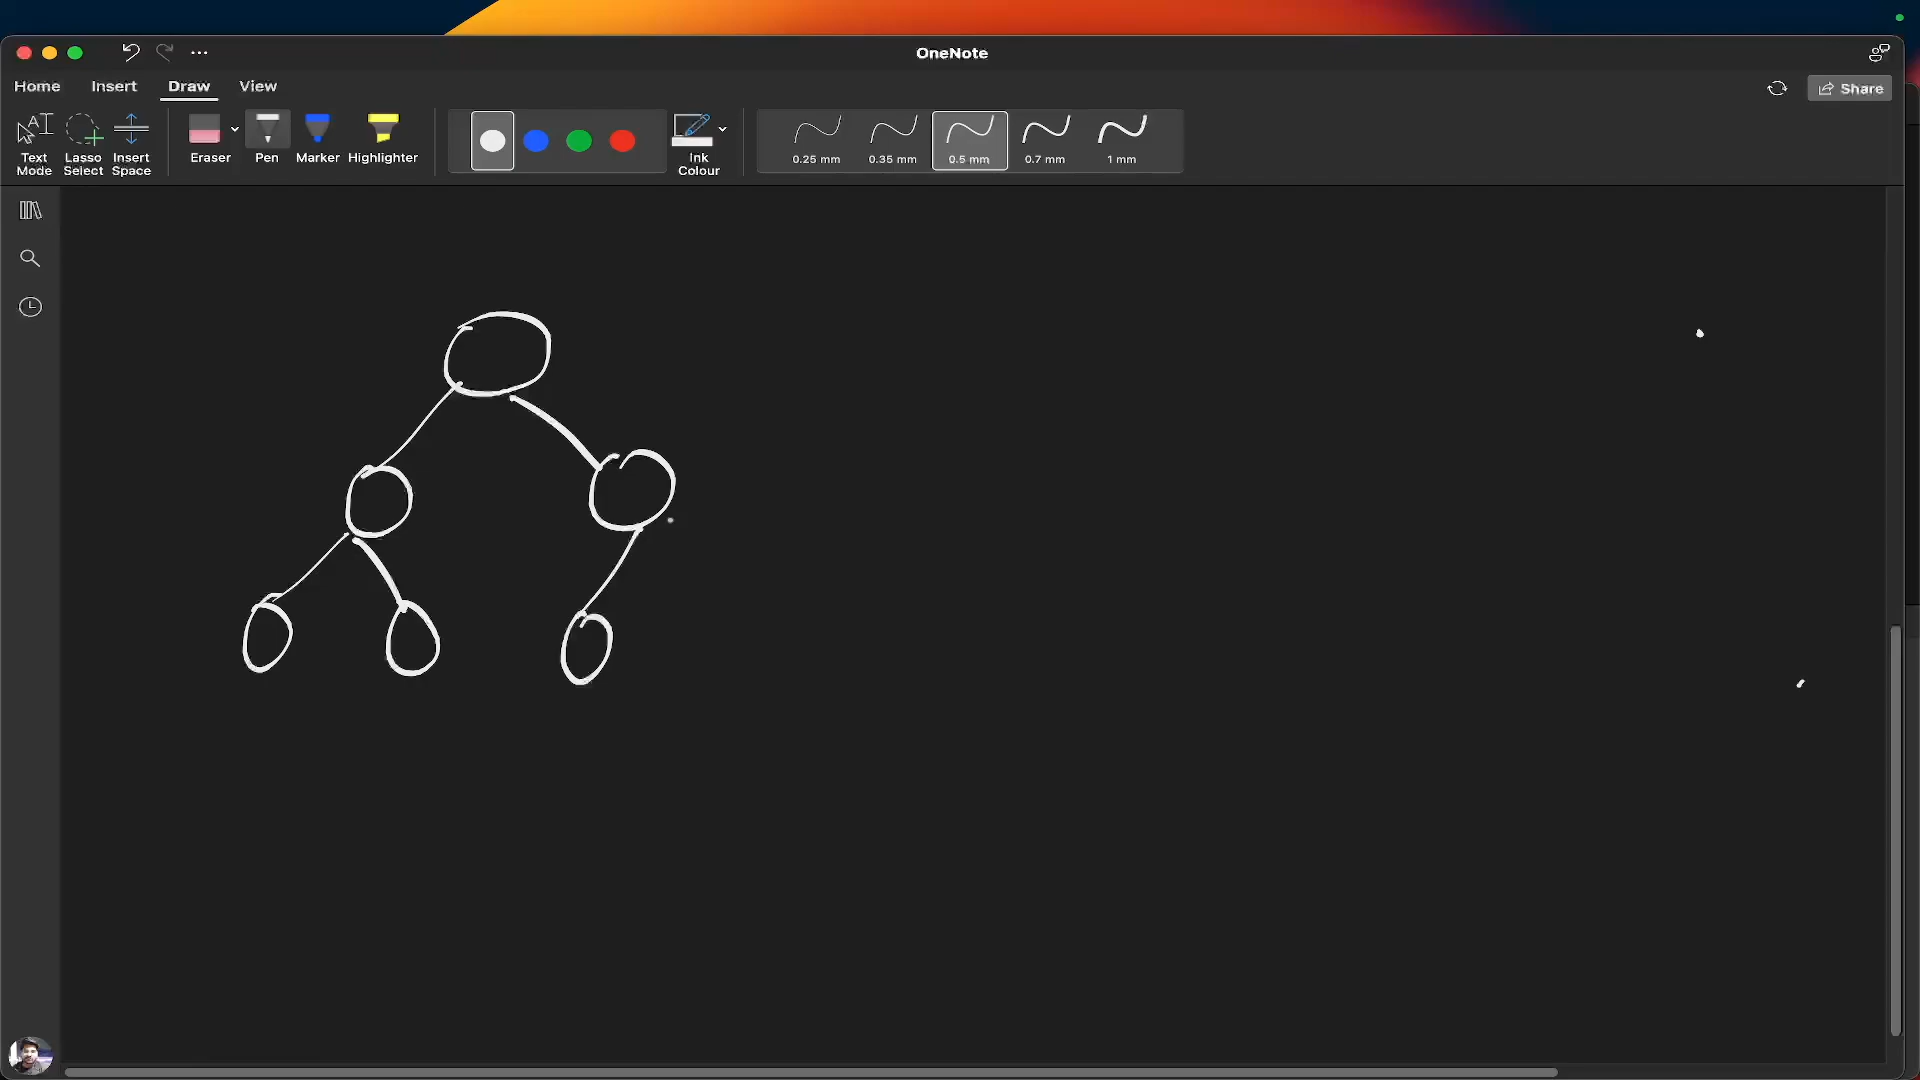 OneNote
Home Insert Draw View
Share
Text Mode
Lasso Select
Insert Space
Eraser
Pen
Marker
Highlighter
Ink Colour
0.25 mm
0.35 mm
0.5 mm
0.7 mm
1 mm